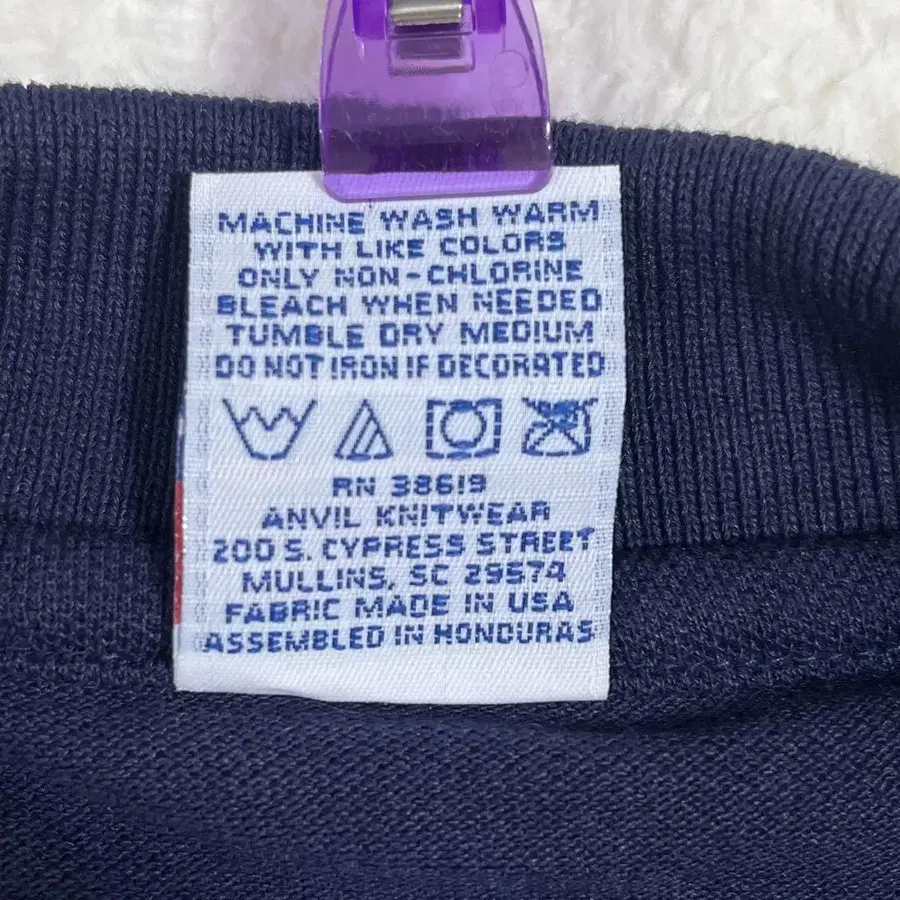 MACHINE WASH WARM
WITH LIKE COLORS
ONLY NON-CHLORINE
BLEACH WHEN NEEDED
TUMBLE DRY MEDIUM
DO NOT IRON IF DECORATED
RN 38619
ANVIL KNITWEAR
200 S. CYPRESS STREET
MULLINS, SC 29574
FABRIC MADE IN USA
ASSEMBLED IN HONDURAS